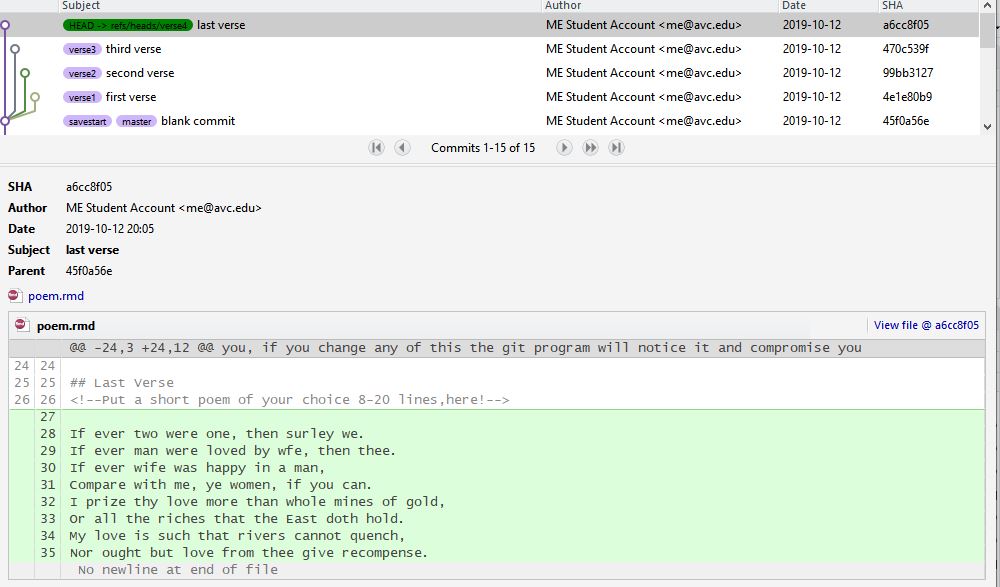 Subject Author Date SHA
HEAD -> refs/heads/verse4 last verse ME Student Account <me@avc.edu> 2019-10-12 a6cc8f05
verse3 third verse ME Student Account <me@avc.edu> 2019-10-12 470c539f
verse2 second verse ME Student Account <me@avc.edu> 2019-10-12 99bb3127
verse1 first verse ME Student Account <me@avc.edu> 2019-10-12 4e1e80b9
savestart master blank commit ME Student Account <me@avc.edu> 2019-10-12 45f0a56e
Commits 1-15 of 15
SHA a6cc8f05
Author ME Student Account <me@avc.edu>
Date 2019-10-12 20:05
Subject last verse
Parent 45f0a56e
poem.rmd
poem.rmd View file @ a6cc8f05
@@ -24,3 +24,12 @@ you, if you change any of this the git program will notice it and compromise you
24 24
25 25 ## Last Verse
26 26 <!--Put a short poem of your choice 8-20 lines,here!-->
27
28 If ever two were one, then surley we.
29 If ever man were loved by wfe, then thee.
30 If ever wife was happy in a man,
31 Compare with me, ye women, if you can.
32 I prize thy love more than whole mines of gold,
33 Or all the riches that the East doth hold.
34 My love is such that rivers cannot quench,
35 Nor ought but love from thee give recompense.
No newline at end of file